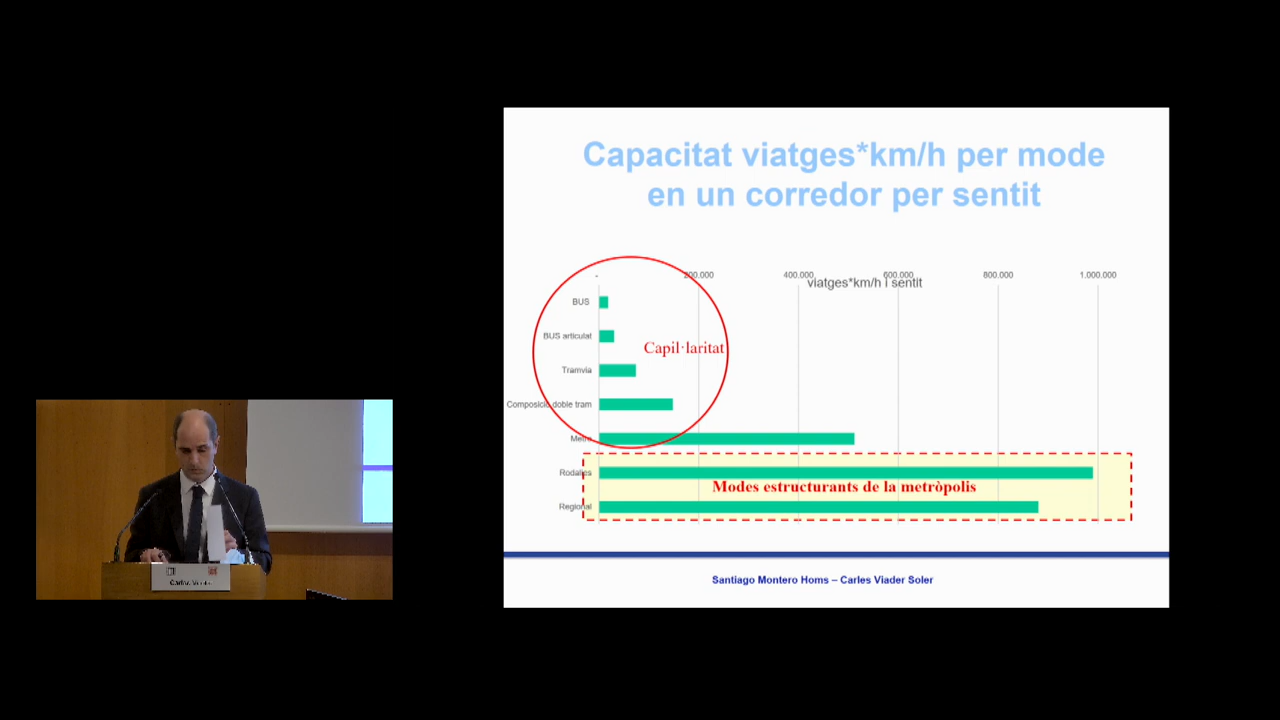 Capacitat viatges*km/h per mode
en un corredor per sentit
- 200.000 400.000 600.000 800.000 1.000.000
viatges*km/h i sentit
BUS
BUS articulat
Capil·laritat
Tramvia
Composició doble tram
Metro
Rodalies
Modes estructurants de la metròpolis
Regional
Santiago Montero Homs – Carles Viader Soler
Carles